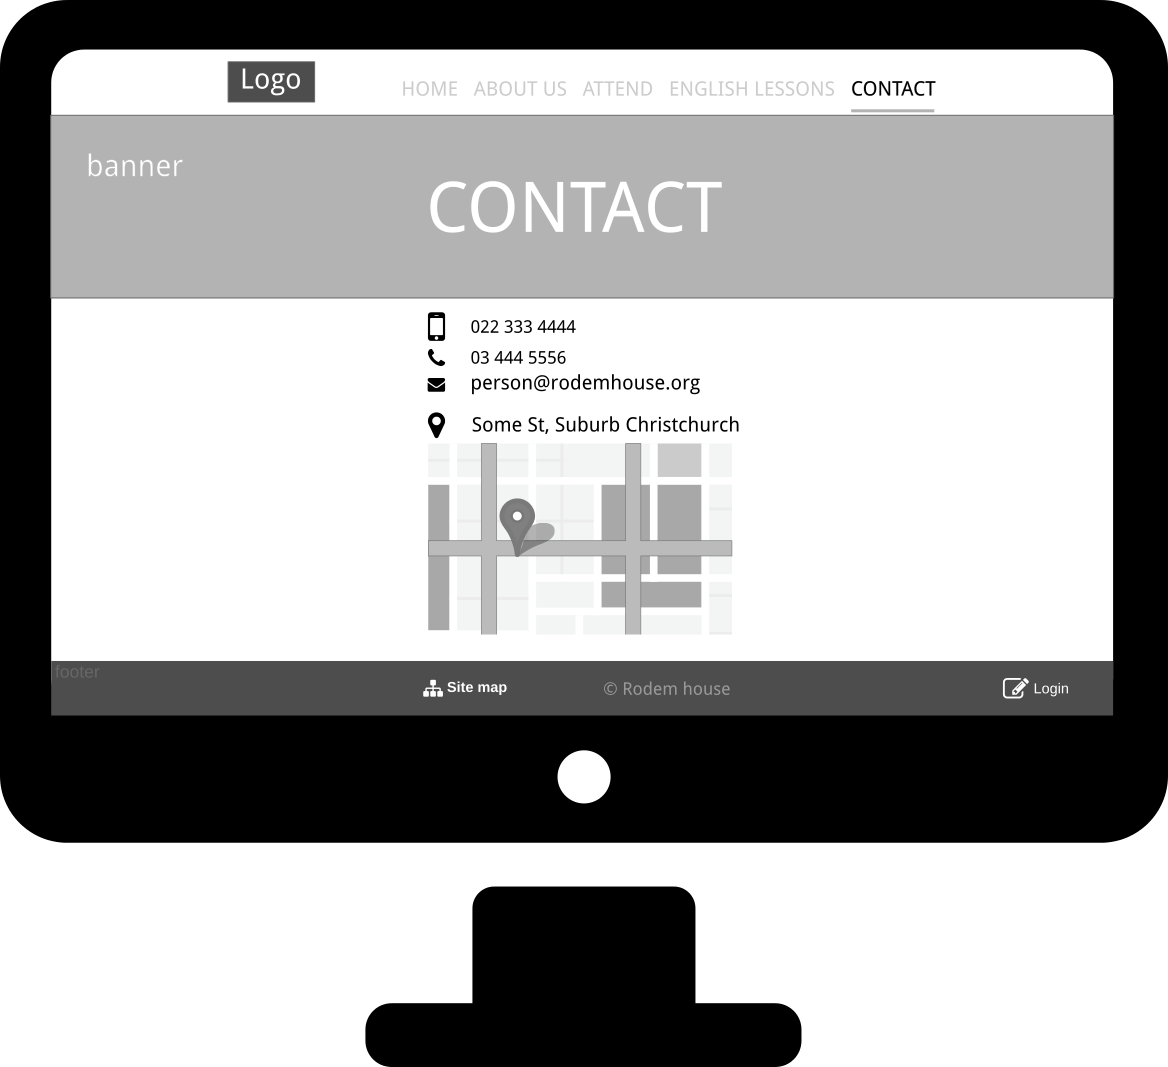 Logo
HOME ABOUT US ATTEND ENGLISH LESSONS CONTACT
banner
CONTACT
022 333 4444
03 444 5556
person@rodemhouse.org
Some St, Suburb Christchurch
footer
Site map
© Rodem house
Login